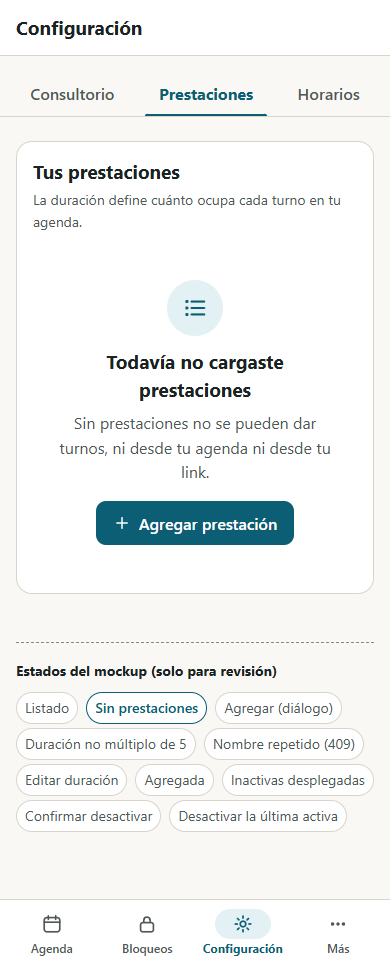 Configuración
Consultorio Prestaciones Horarios
Tus prestaciones
La duración define cuánto ocupa cada turno en tu
agenda.
Todavía no cargaste
prestaciones
Sin prestaciones no se pueden dar
turnos, ni desde tu agenda ni desde tu
link.
+ Agregar prestación
Estados del mockup (solo para revisión)
Listado Sin prestaciones Agregar (diálogo)
Duración no múltiplo de 5 Nombre repetido (409)
Editar duración Agregada Inactivas desplegadas
Confirmar desactivar Desactivar la última activa
Agenda Bloqueos Configuración Más